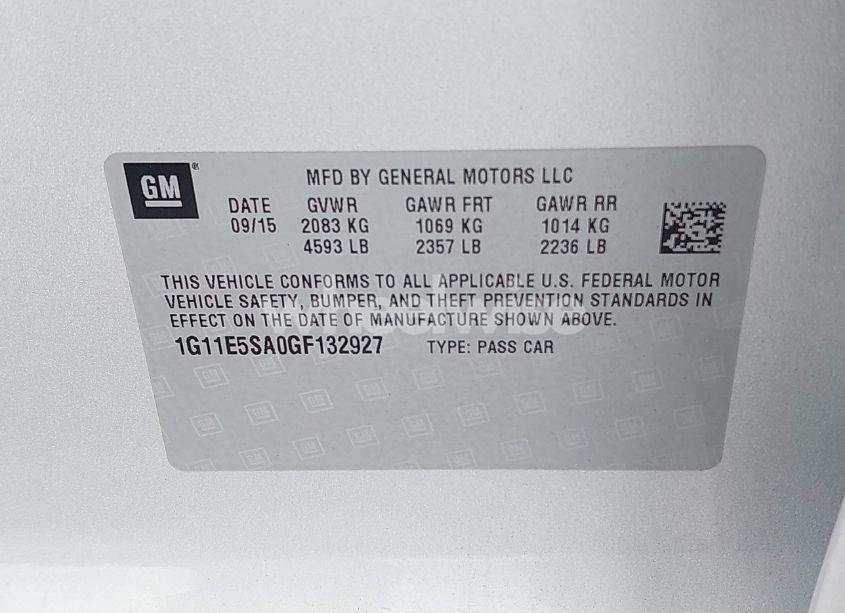 GM®
MFD BY GENERAL MOTORS LLC
DATE GVWR GAWR FRT GAWR RR
09/15 2083 KG 1069 KG 1014 KG
4593 LB 2357 LB 2236 LB
THIS VEHICLE CONFORMS TO ALL APPLICABLE U.S. FEDERAL MOTOR
VEHICLE SAFETY, BUMPER, AND THEFT PREVENTION STANDARDS IN
EFFECT ON THE DATE OF MANUFACTURE SHOWN ABOVE.
1G11E5SA0GF132927 TYPE: PASS CAR